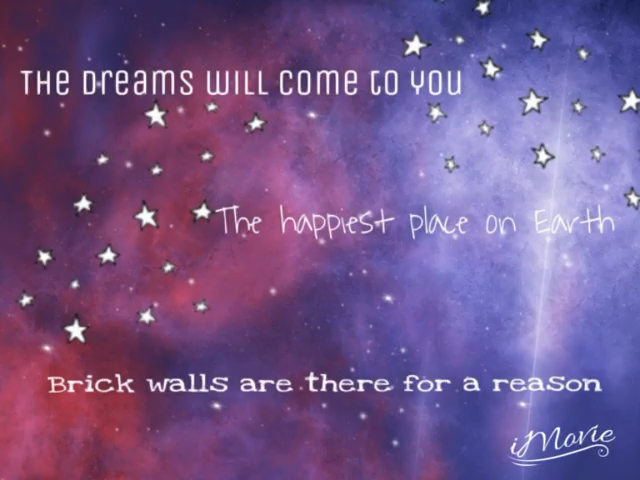 The dreams will come to you
The happiest place on Earth
Brick walls are there for a reason
iMovie